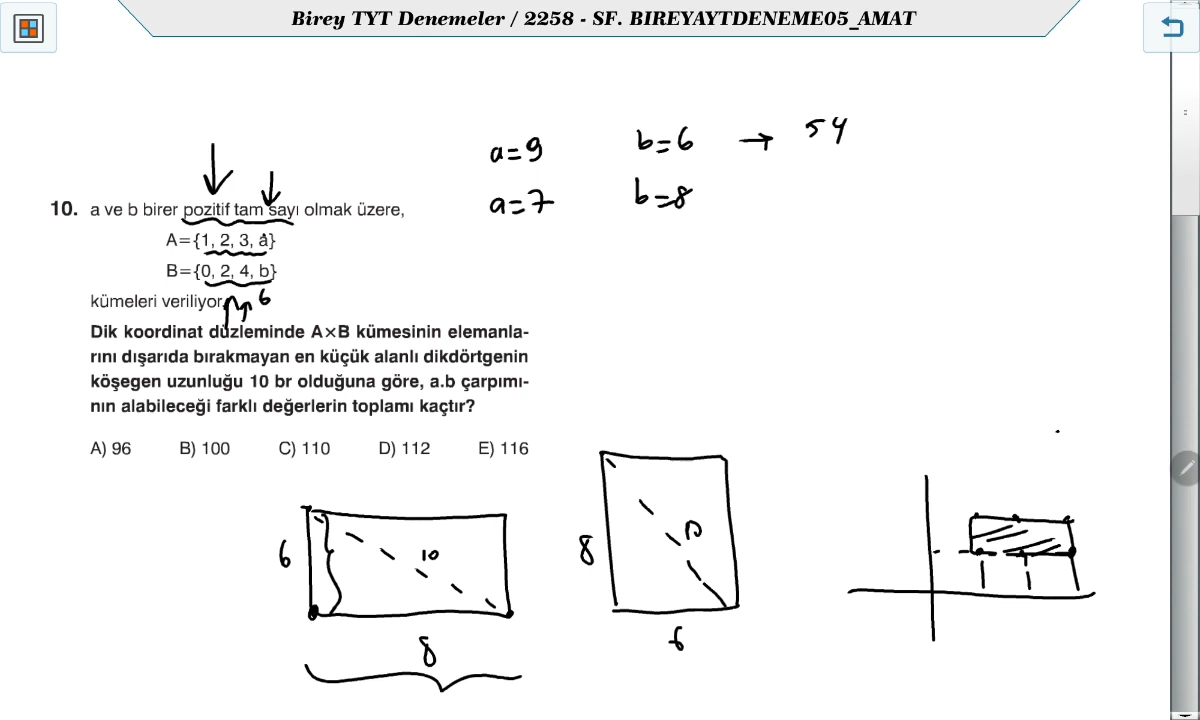 Birey TYT Denemeler / 2258 - SF. BIREYAYTDENEME05_AMAT
a=9 b=6 → 54
a=7 b=8
10. a ve b birer pozitif tam sayı olmak üzere,
A={1, 2, 3, a}
B={0, 2, 4, b}
6
kümeleri veriliyor.
Dik koordinat düzleminde A×B kümesinin elemanla-
rını dışarıda bırakmayan en küçük alanlı dikdörtgenin
köşegen uzunluğu 10 br olduğuna göre, a.b çarpımı-
nın alabileceği farklı değerlerin toplamı kaçtır?
A) 96 B) 100 C) 110 D) 112 E) 116
6 10 8
8 10 6